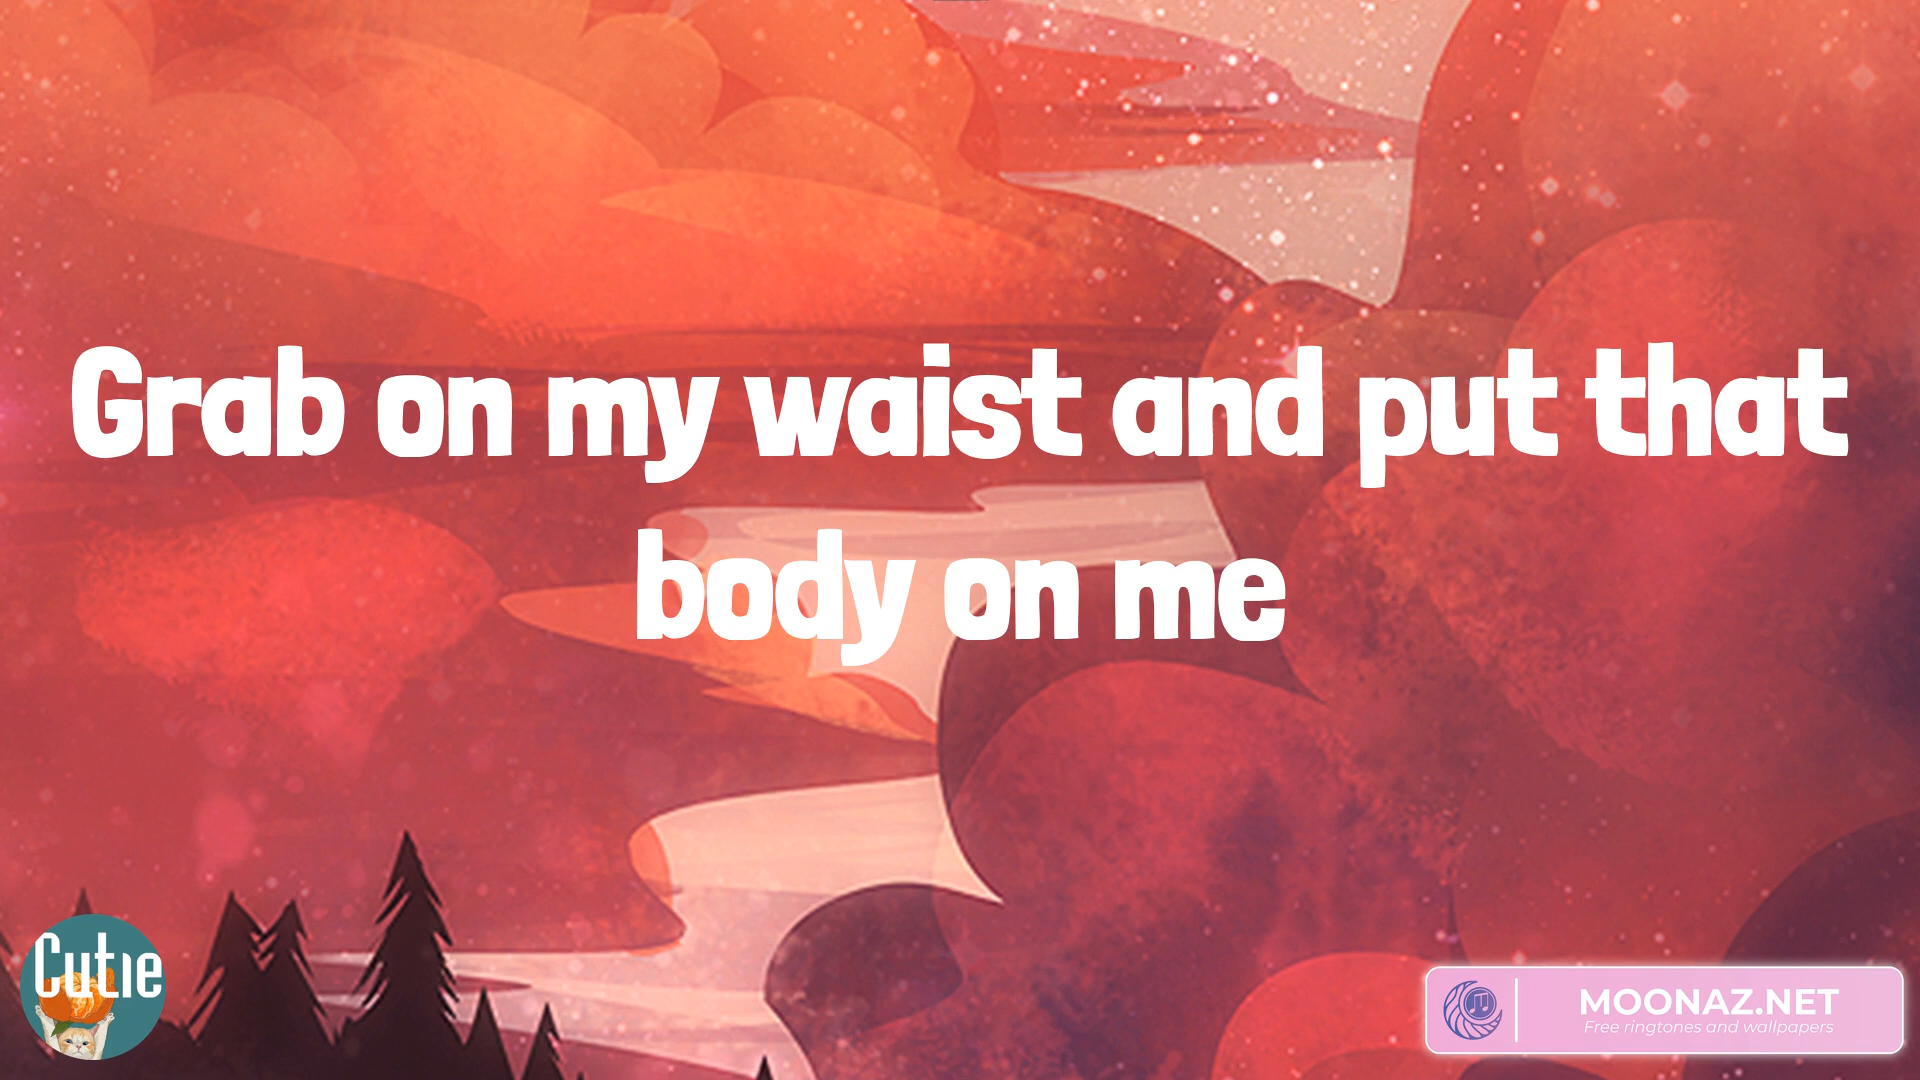 Grab on my waist and put that
body on me
Cutie
MOONAZ.NET
Free ringtones and wallpapers